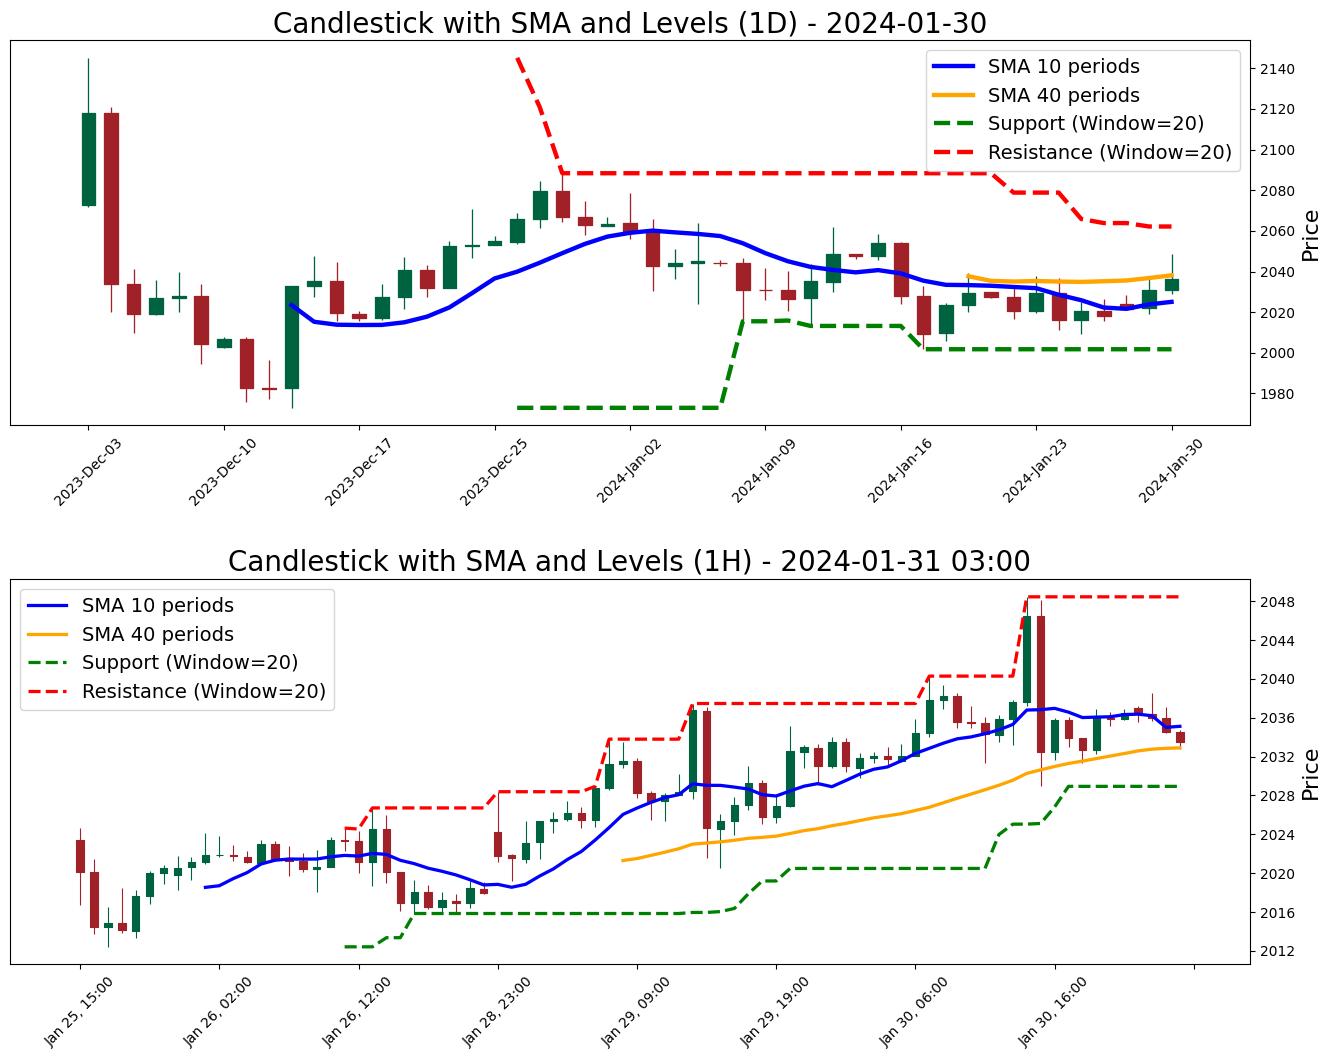 Candlestick with SMA and Levels (1D) - 2024-01-30
SMA 10 periods
SMA 40 periods
Support (Window=20)
Resistance (Window=20)
2140
2120
2100
2080
2060
2040
2020
2000
1980
Price
2023-Dec-03
2023-Dec-10
2023-Dec-17
2023-Dec-25
2024-Jan-02
2024-Jan-09
2024-Jan-16
2024-Jan-23
2024-Jan-30
Candlestick with SMA and Levels (1H) - 2024-01-31 03:00
SMA 10 periods
SMA 40 periods
Support (Window=20)
Resistance (Window=20)
2048
2044
2040
2036
2032
2028
2024
2020
2016
2012
Price
Jan 25, 15:00
Jan 26, 02:00
Jan 26, 12:00
Jan 28, 23:00
Jan 29, 09:00
Jan 29, 19:00
Jan 30, 06:00
Jan 30, 16:00